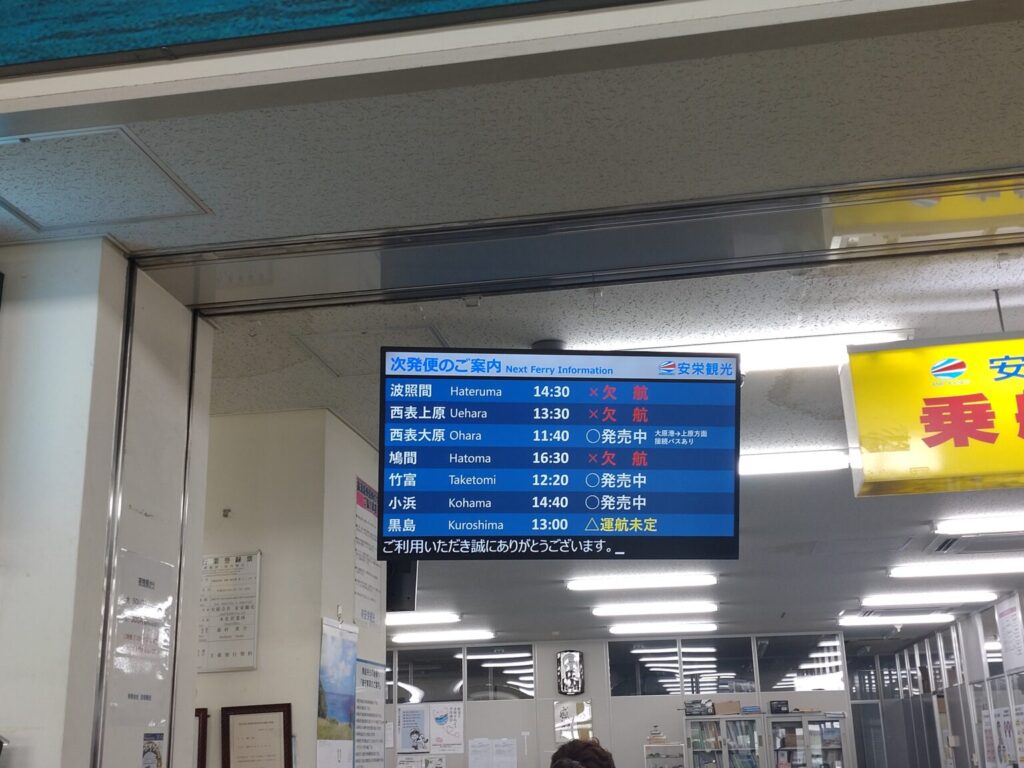 次発便のご案内 Next Ferry Information 安栄観光
波照間 Hateruma 14:30 ×欠 航
西表上原 Uehara 13:30 ×欠 航
西表大原 Ohara 11:40 ○発売中 大原港→上原方面
接続バスあり
鳩間 Hatoma 16:30 ×欠 航
竹富 Taketomi 12:20 ○発売中
小浜 Kohama 14:40 ○発売中
黒島 Kuroshima 13:00 △運航未定
ご利用いただき誠にありがとうございます。_
安
乗